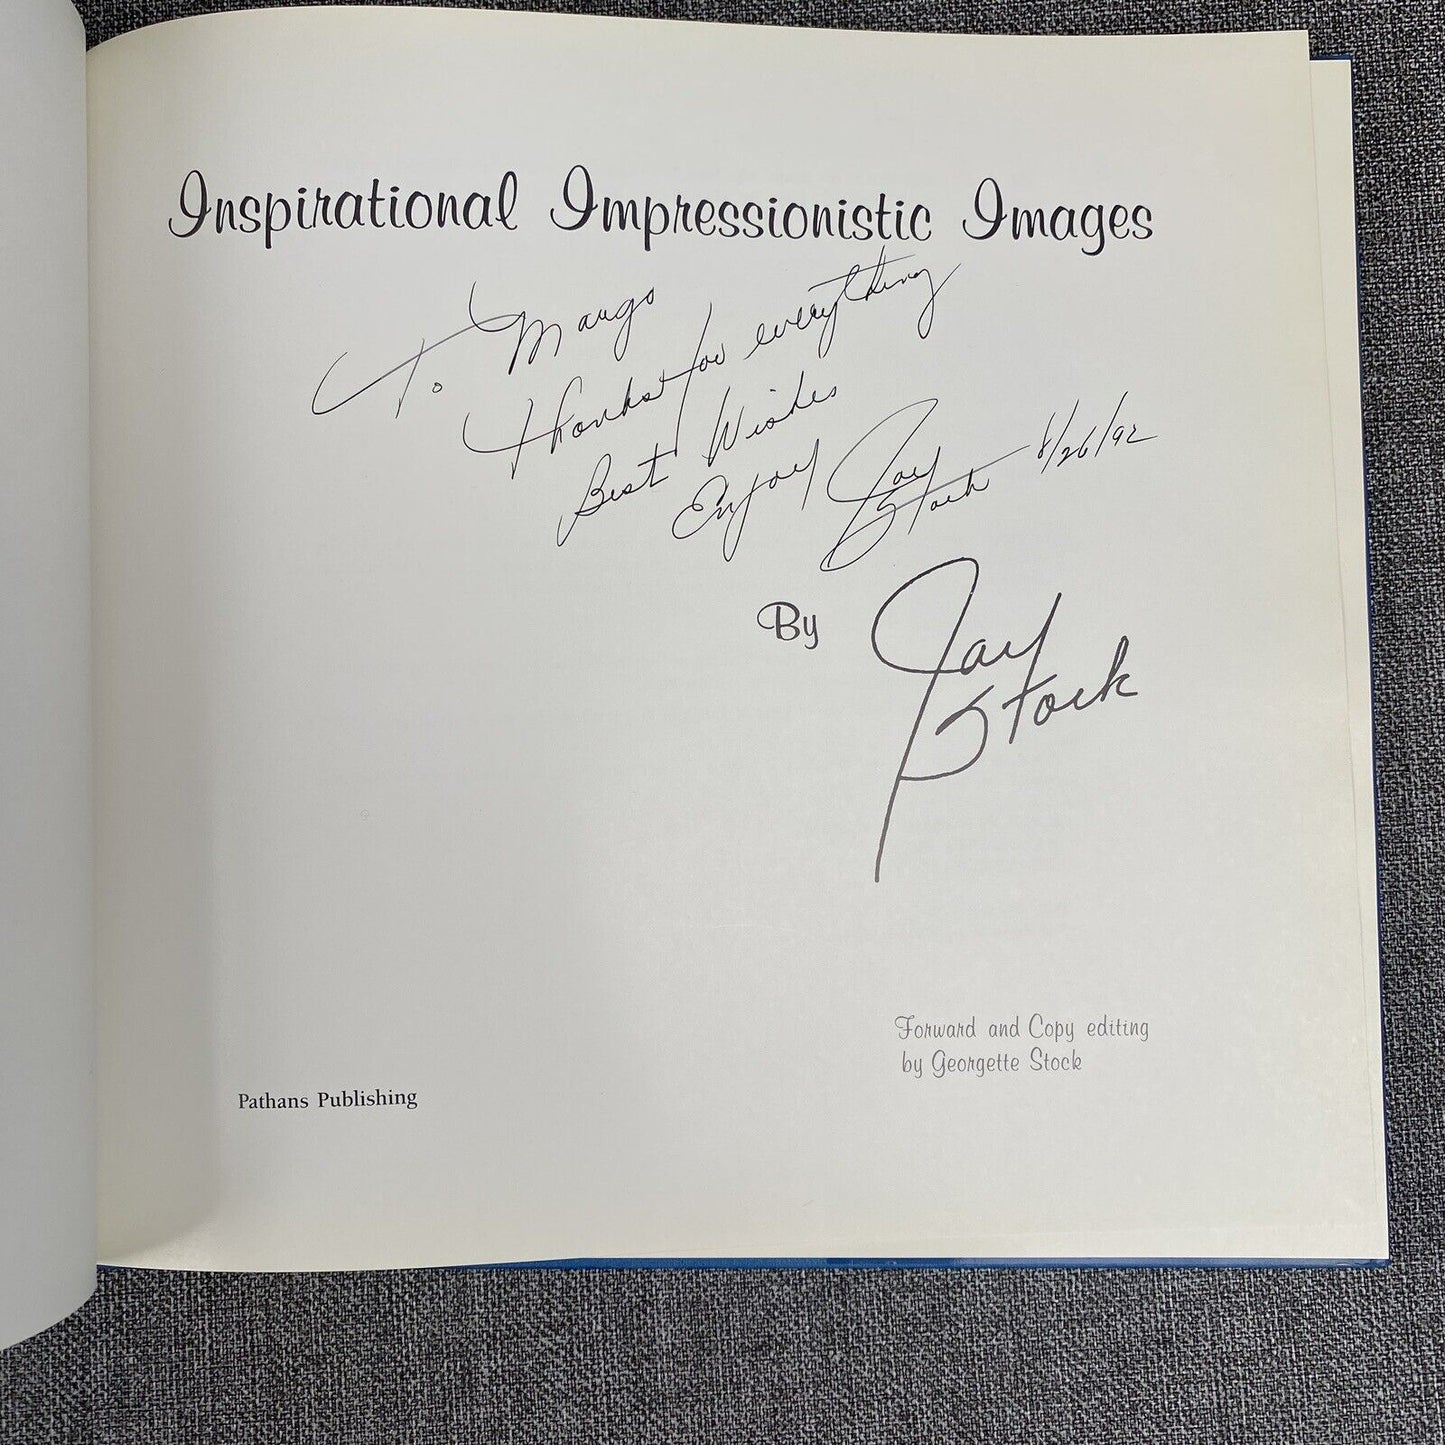 Inspirational Impressionistic Images
To Margo
Thanks for everything
Best Wishes
Enjoy Jay Stock 8/26/92
By Jay Stock
Forward and Copy editing
by Georgette Stock
Pathans Publishing